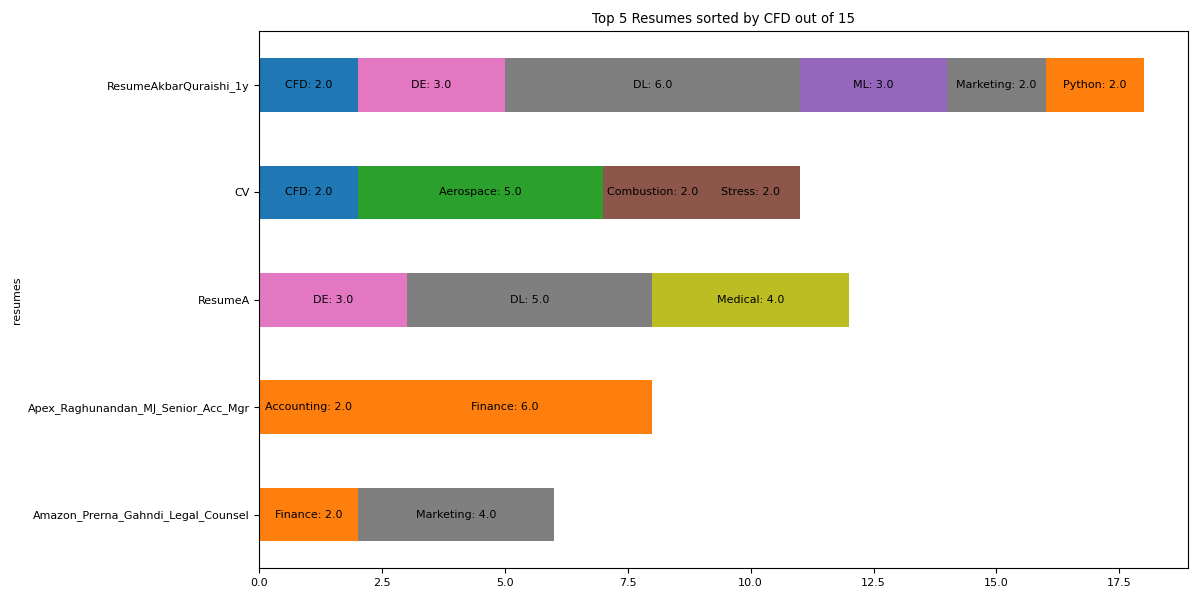 Top 5 Resumes sorted by CFD out of 15
resumes
ResumeAkbarQuraishi_1y
CFD: 2.0 DE: 3.0 DL: 6.0 ML: 3.0 Marketing: 2.0 Python: 2.0
CV
CFD: 2.0 Aerospace: 5.0 Combustion: 2.0 Stress: 2.0
ResumeA
DE: 3.0 DL: 5.0 Medical: 4.0
Apex_Raghunandan_MJ_Senior_Acc_Mgr
Accounting: 2.0 Finance: 6.0
Amazon_Prerna_Gahndi_Legal_Counsel
Finance: 2.0 Marketing: 4.0
0.0 2.5 5.0 7.5 10.0 12.5 15.0 17.5